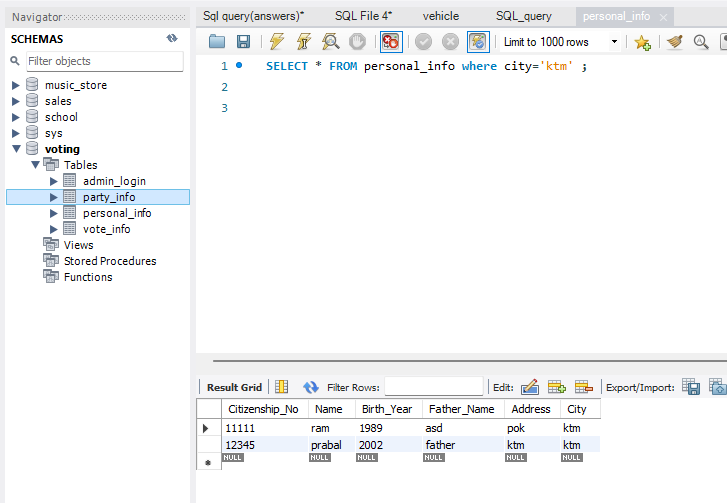 Navigator
SCHEMAS
Filter objects
music_store
sales
school
sys
voting
Tables
admin_login
party_info
personal_info
vote_info
Views
Stored Procedures
Functions
Sql query(answers)* SQL File 4* vehicle SQL_query personal_info
Limit to 1000 rows
1 SELECT * FROM personal_info where city='ktm' ;
2
3
Result Grid Filter Rows: Edit: Export/Import:
Citizenship_No Name Birth_Year Father_Name Address City
11111 ram 1989 asd pok ktm
12345 prabal 2002 father ktm ktm
NULL NULL NULL NULL NULL NULL